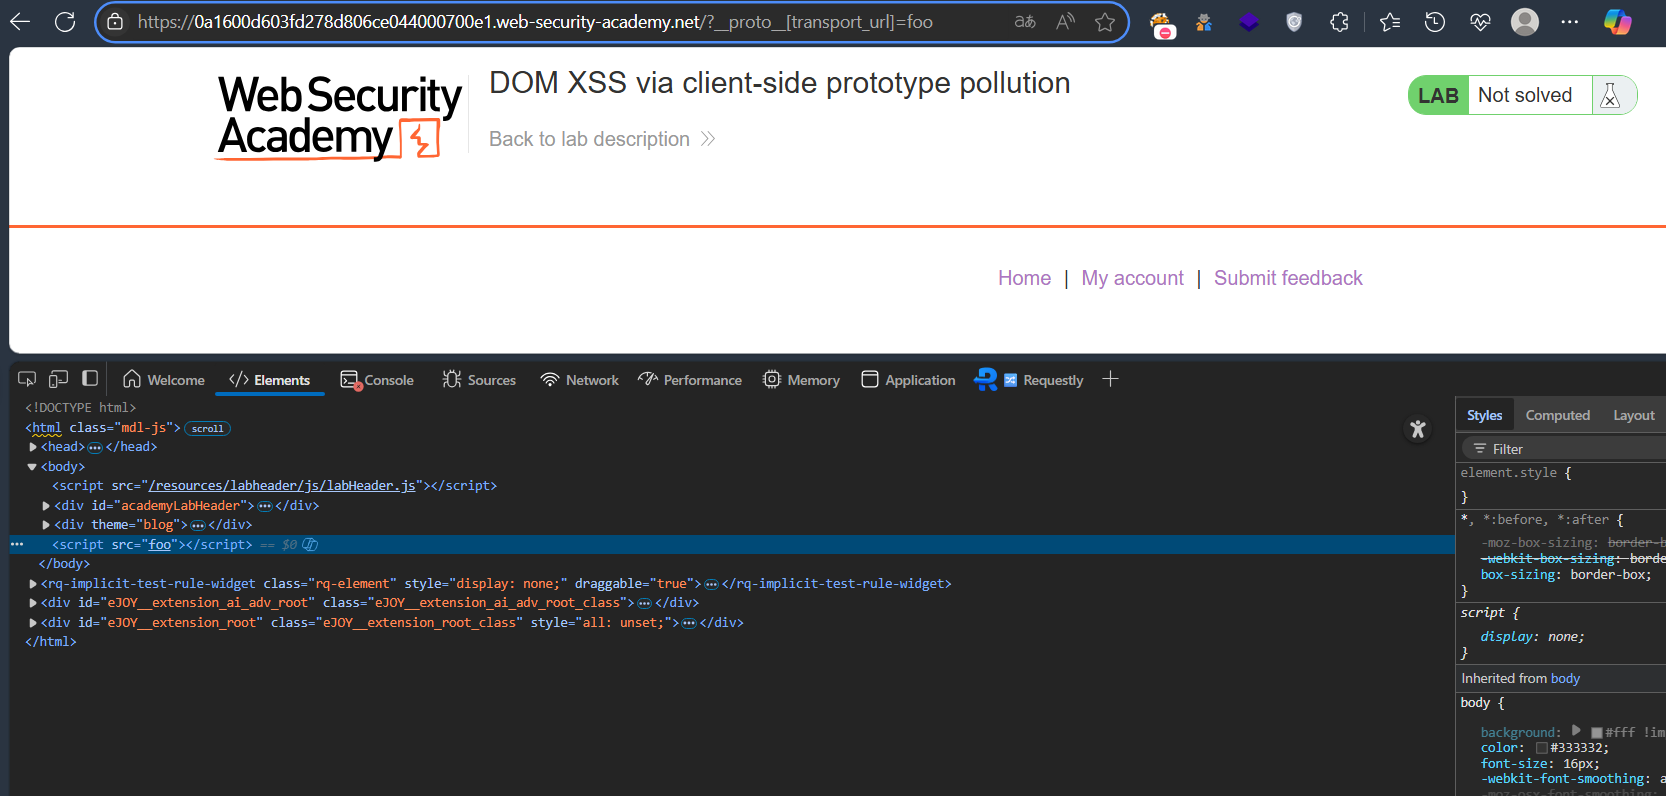 https://0a1600d603fd278d806ce044000700e1.web-security-academy.net/?__proto__[transport_url]=foo
Web Security
Academy
DOM XSS via client-side prototype pollution
Back to lab description
LAB Not solved
Home | My account | Submit feedback
Welcome Elements Console Sources Network Performance Memory Application Requestly
<!DOCTYPE html>
<html class="mdl-js"> scroll
<head>…</head>
<body>
<script src="/resources/labheader/js/labHeader.js"></script>
<div id="academyLabHeader">…</div>
<div theme="blog">…</div>
<script src="foo"></script> == $0
</body>
<rq-implicit-test-rule-widget class="rq-element" style="display: none;" draggable="true">…</rq-implicit-test-rule-widget>
<div id="eJOY__extension_ai_adv_root" class="eJOY__extension_ai_adv_root_class">…</div>
<div id="eJOY__extension_root" class="eJOY__extension_root_class" style="all: unset;">…</div>
</html>
Styles Computed Layout
Filter
element.style {
}
*, *:before, *:after {
-moz-box-sizing: border-b
-webkit-box-sizing: borde
box-sizing: border-box;
}
script {
display: none;
}
Inherited from body
body {
background: #fff !im
color: #333332;
font-size: 16px;
-webkit-font-smoothing: a
-moz-osx-font-smoothing: